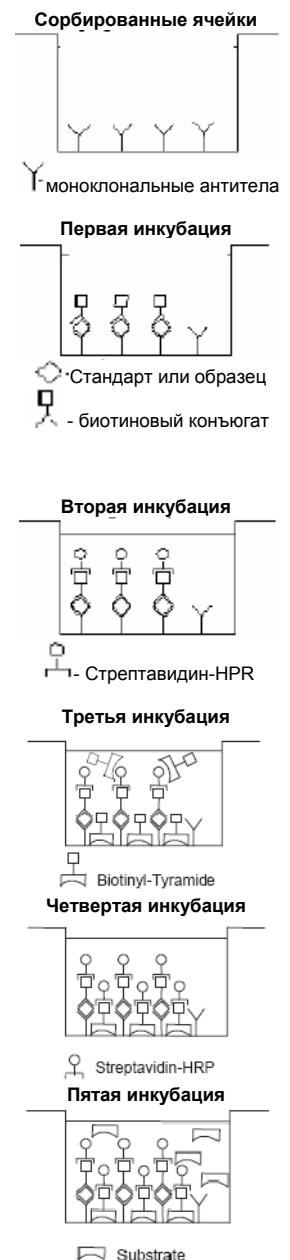 Сорбированные ячейки
моноклональные антитела
Первая инкубация
-Стандарт или образец
- биотиновый конъюгат
Вторая инкубация
- Стрептавидин-HPR
Третья инкубация
Biotinyl-Tyramide
Четвертая инкубация
Streptavidin-HRP
Пятая инкубация
Substrate